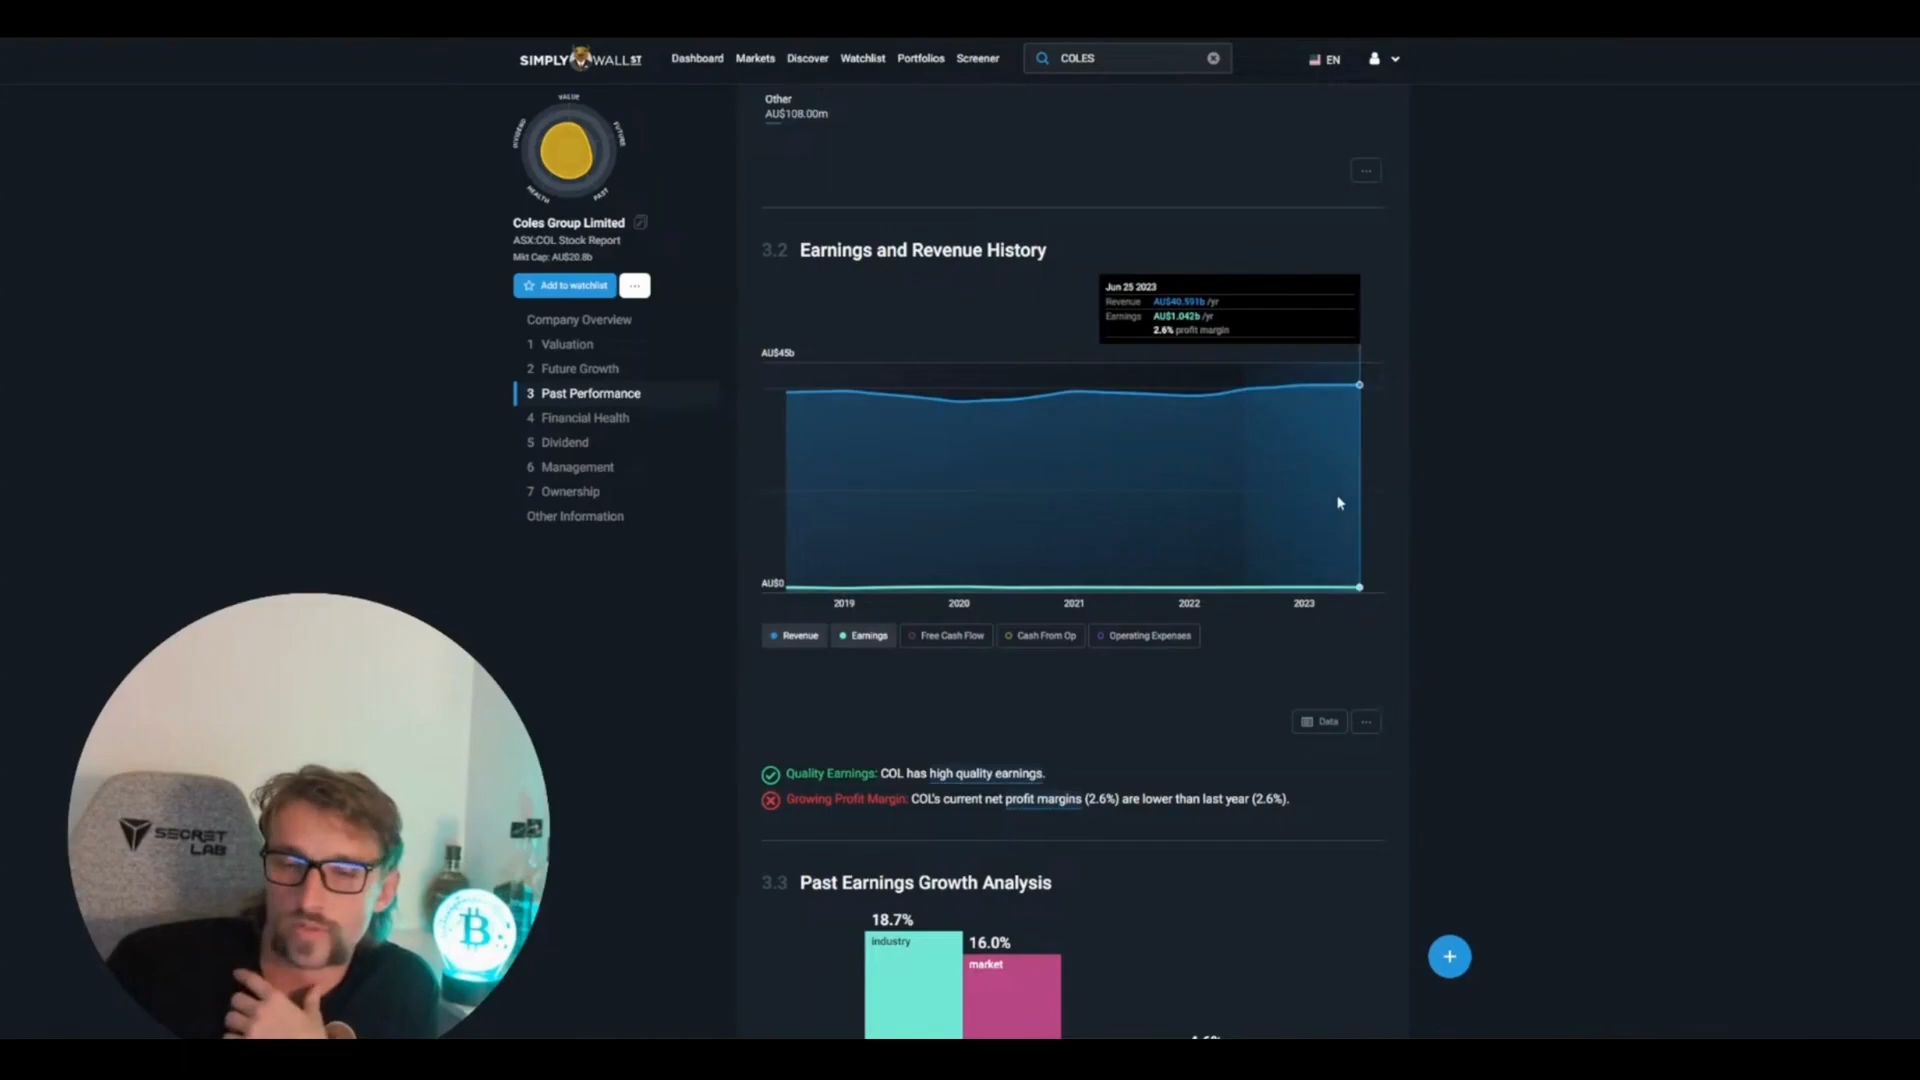 SIMPLY WALLST
Dashboard
Markets
Discover
Watchlist
Portfolios
Screener
COLES
EN
VALUE
FUTURE
PAST
HEALTH
DIVIDEND
Coles Group Limited
ASX:COL Stock Report
Mkt Cap: AU$20.8b
Add to watchlist
...
Company Overview
1 Valuation
2 Future Growth
3 Past Performance
4 Financial Health
5 Dividend
6 Management
7 Ownership
Other Information
Other
AU$108.00m
...
3.2 Earnings and Revenue History
Jun 25 2023
Revenue AU$40.591b /yr
Earnings AU$1.042b /yr
2.6% profit margin
AU$45b
AU$0
2019
2020
2021
2022
2023
Revenue
Earnings
Free Cash Flow
Cash From Op
Operating Expenses
Data
...
Quality Earnings: COL has high quality earnings.
Growing Profit Margin: COL's current net profit margins (2.6%) are lower than last year (2.6%).
3.3 Past Earnings Growth Analysis
18.7%
industry
16.0%
market
SECRET
LAB
B
+